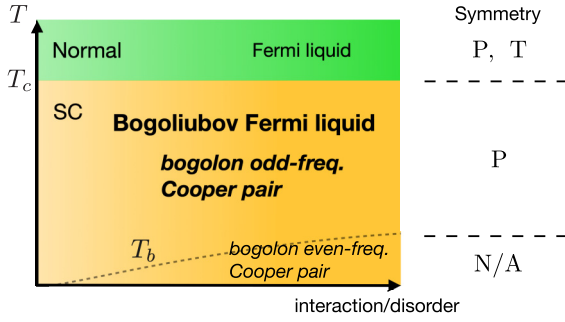 T
Symmetry
Normal
Fermi liquid
P, T
T_c
SC
Bogoliubov Fermi liquid
bogolon odd-freq.
Cooper pair
P
T_b
bogolon even-freq.
Cooper pair
N/A
interaction/disorder